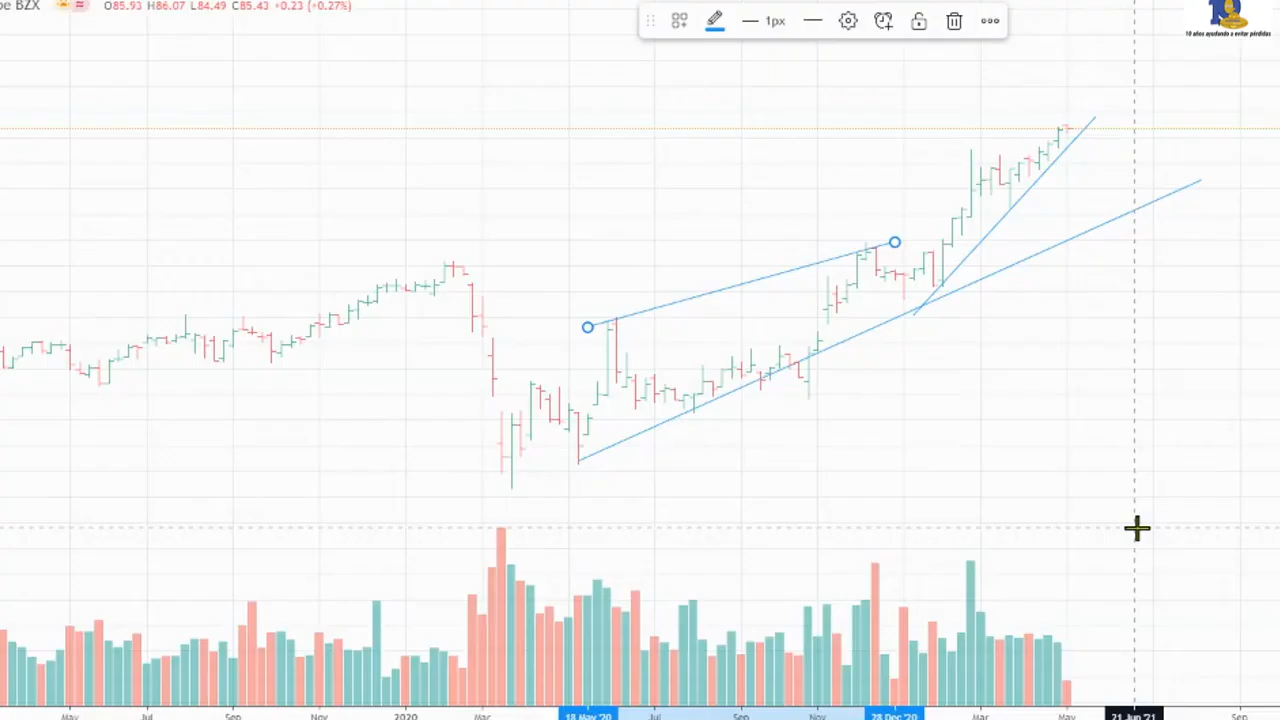 BZX O85.93 H86.07 L84.49 C85.43 +0.23 (+0.27%)
1px
10
10 años ayudando a evitar pérdidas
May Jul Sep Nov 2020 Mar 18 May '20 Jul Sep Nov 28 Dec '20 Mar May 21 Jun '21 Sep